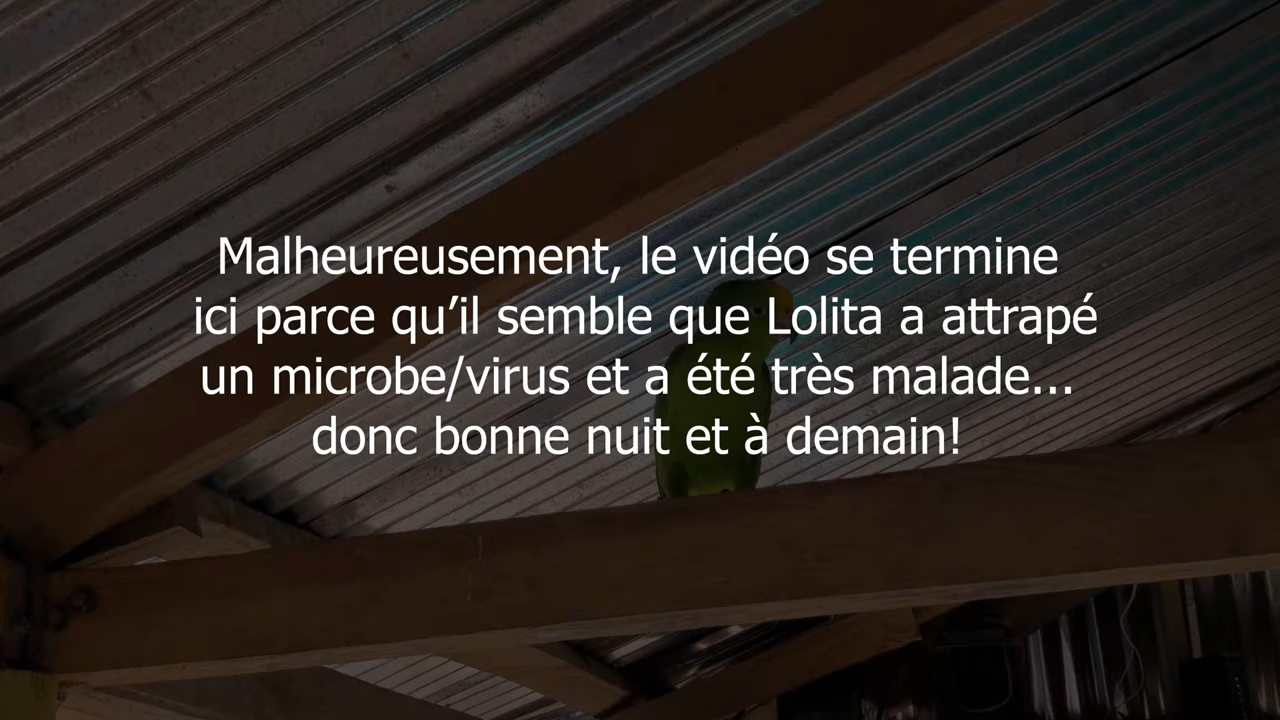 Malheureusement, le vidéo se termine
ici parce qu’il semble que Lolita a attrapé
un microbe/virus et a été très malade...
donc bonne nuit et à demain!